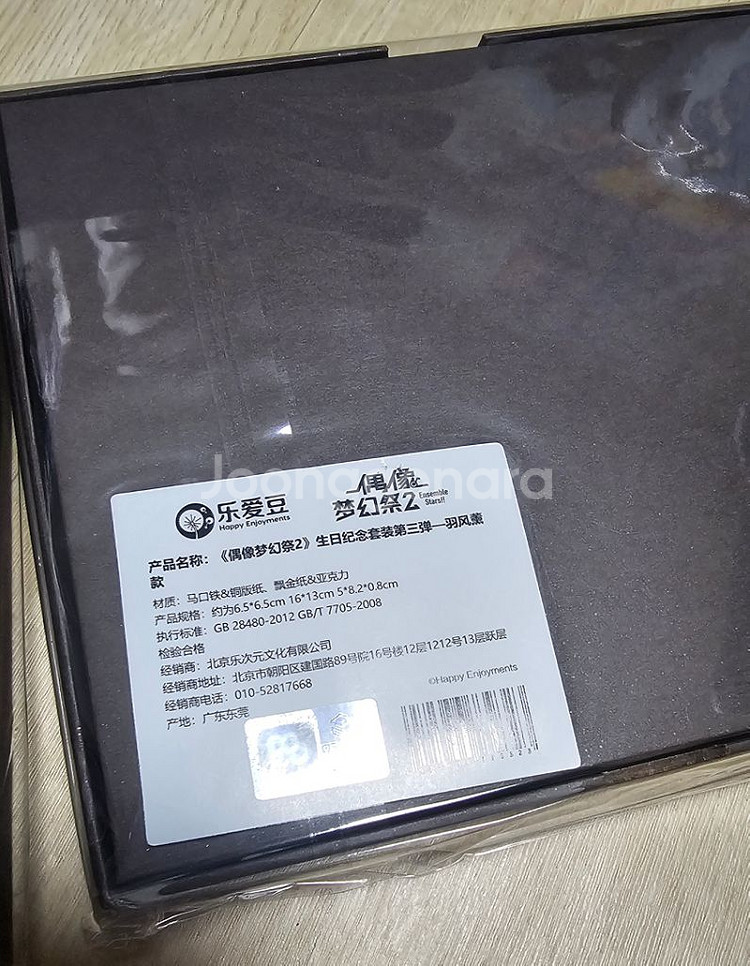 Joonggonara
乐爱豆
Happy Enjoyments
偶像
梦幻祭2
Ensemble
Stars!!
产品名称：《偶像梦幻祭2》生日纪念套装第三弹—羽风薰
款
材质：马口铁&铜版纸、飘金纸&亚克力
产品规格：约为6.5*6.5cm 16*13cm 5*8.2*0.8cm
执行标准：GB 28480-2012 GB/T 7705-2008
检验合格
经销商：北京乐次元文化有限公司
经销商地址：北京市朝阳区建国路89号院16号楼12层1212号13层跃层
经销商电话：010-52817668
©Happy Enjoyments
产地：广东东莞